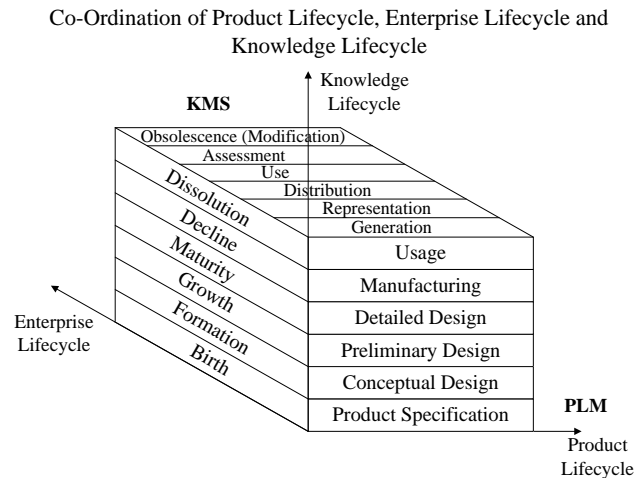 Co-Ordination of Product Lifecycle, Enterprise Lifecycle and
Knowledge Lifecycle
Knowledge
Lifecycle
KMS
Obsolescence (Modification)
Assessment
Use
Distribution
Representation
Generation
Dissolution
Decline
Maturity
Growth
Formation
Birth
Usage
Manufacturing
Detailed Design
Preliminary Design
Conceptual Design
Product Specification
Enterprise
Lifecycle
PLM
Product
Lifecycle